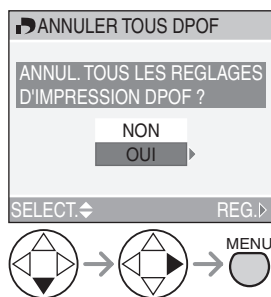 ANNULER TOUS DPOF
ANNUL. TOUS LES REGLAGES
D'IMPRESSION DPOF ?
NON
OUI
SELECT. REG.
MENU